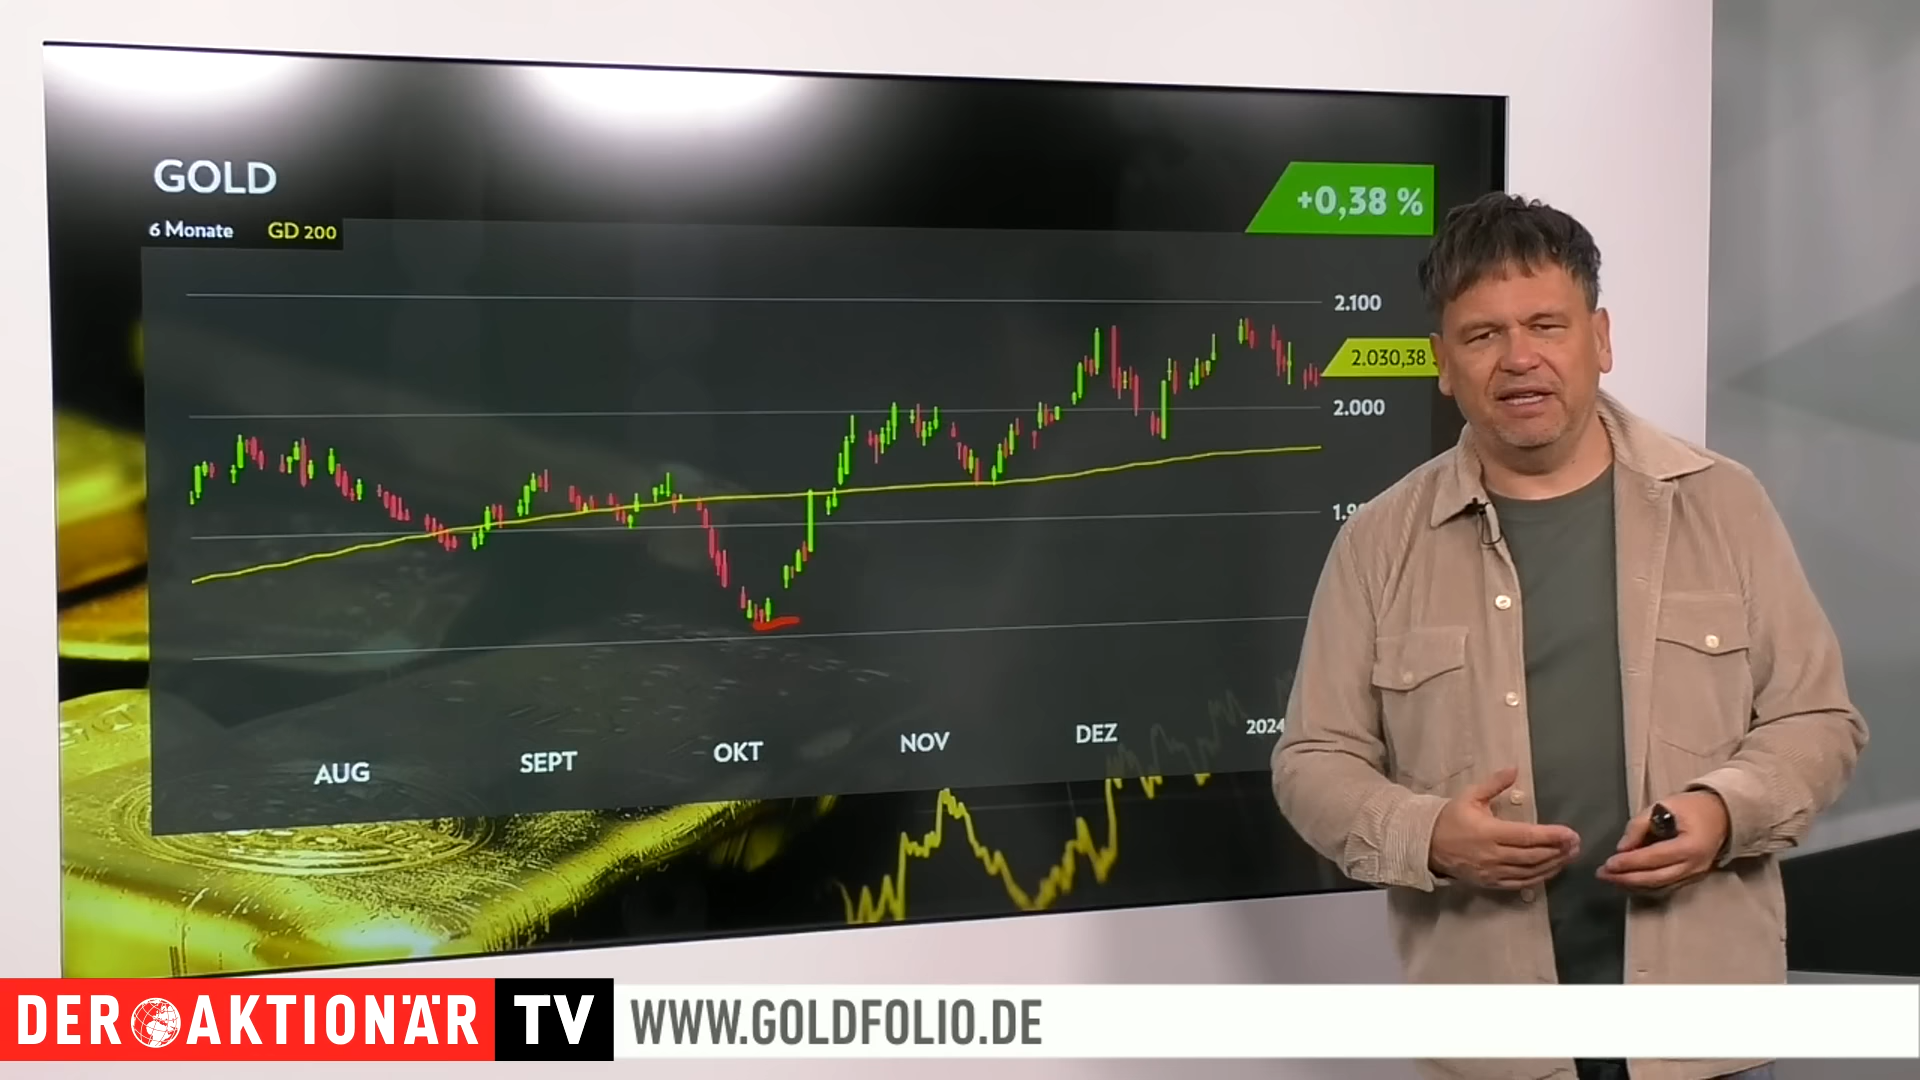 GOLD
+0,38 %
6 Monate GD 200
2.100
2.030,38
2.000
AUG SEPT OKT NOV DEZ 2024
DER AKTIONÄR TV
WWW.GOLDFOLIO.DE